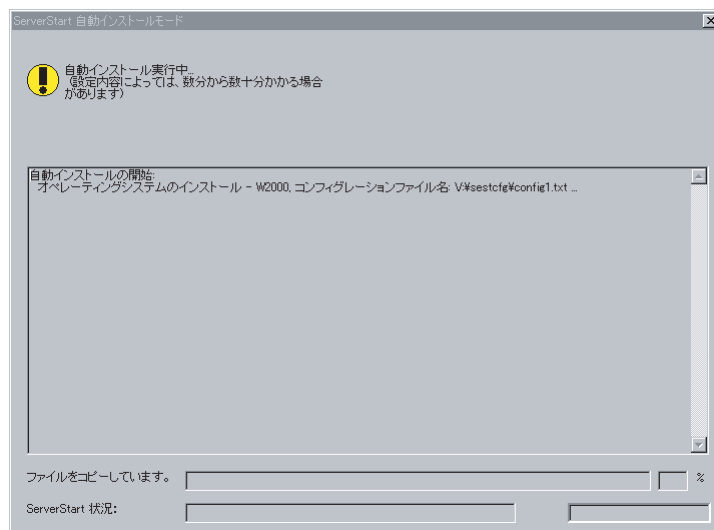 ServerStart 自動インストールモード
自動インストール実行中...
(設定内容によっては、数分から数十分かかる場合
があります)
自動インストールの開始:
オペレーティングシステムのインストール - W2000, コンフィグレーションファイル名: V:¥sestcfg¥config1.txt ...
ファイルをコピーしています。
%
ServerStart 状況: